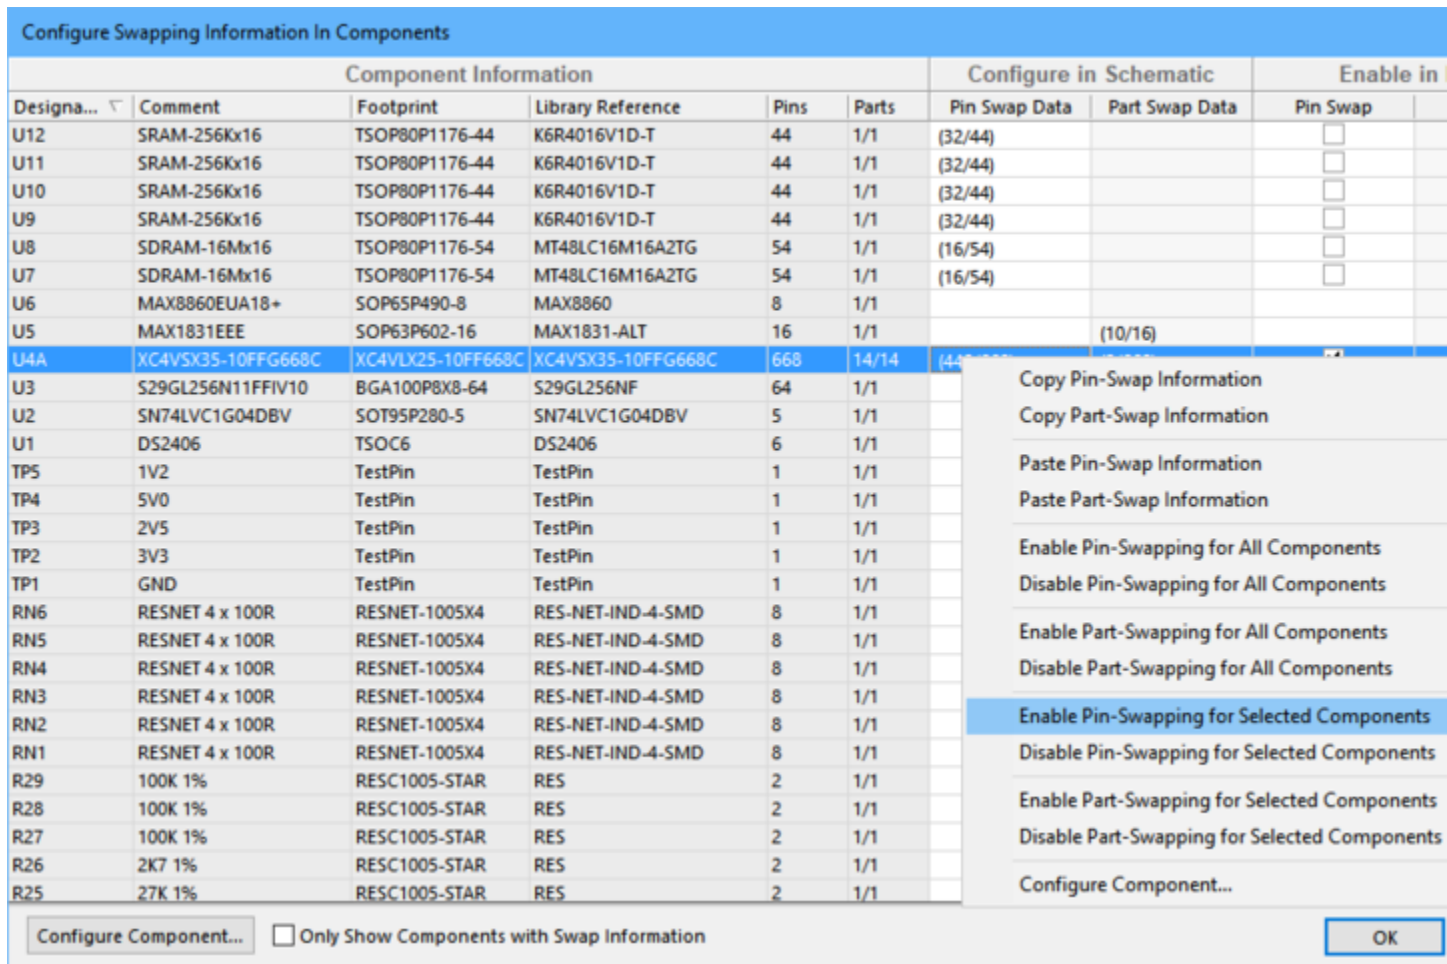 Configure Swapping Information In Components
Component Information Configure in Schematic Enable in
Designa... Comment Footprint Library Reference Pins Parts Pin Swap Data Part Swap Data Pin Swap
U12 SRAM-256Kx16 TSOP80P1176-44 K6R4016V1D-T 44 1/1 (32/44)
U11 SRAM-256Kx16 TSOP80P1176-44 K6R4016V1D-T 44 1/1 (32/44)
U10 SRAM-256Kx16 TSOP80P1176-44 K6R4016V1D-T 44 1/1 (32/44)
U9 SRAM-256Kx16 TSOP80P1176-44 K6R4016V1D-T 44 1/1 (32/44)
U8 SDRAM-16Mx16 TSOP80P1176-54 MT48LC16M16A2TG 54 1/1 (16/54)
U7 SDRAM-16Mx16 TSOP80P1176-54 MT48LC16M16A2TG 54 1/1 (16/54)
U6 MAX8860EUA18+ SOP65P490-8 MAX8860 8 1/1
U5 MAX1831EEE SOP63P602-16 MAX1831-ALT 16 1/1 (10/16)
U4A XC4VSX35-10FFG668C XC4VLX25-10FF668C XC4VSX35-10FFG668C 668 14/14
U3 S29GL256N11FFIV10 BGA100P8X8-64 S29GL256NF 64 1/1
U2 SN74LVC1G04DBV SOT95P280-5 SN74LVC1G04DBV 5 1/1
U1 DS2406 TSOC6 DS2406 6 1/1
TP5 1V2 TestPin TestPin 1 1/1
TP4 5V0 TestPin TestPin 1 1/1
TP3 2V5 TestPin TestPin 1 1/1
TP2 3V3 TestPin TestPin 1 1/1
TP1 GND TestPin TestPin 1 1/1
RN6 RESNET 4 x 100R RESNET-1005X4 RES-NET-IND-4-SMD 8 1/1
RN5 RESNET 4 x 100R RESNET-1005X4 RES-NET-IND-4-SMD 8 1/1
RN4 RESNET 4 x 100R RESNET-1005X4 RES-NET-IND-4-SMD 8 1/1
RN3 RESNET 4 x 100R RESNET-1005X4 RES-NET-IND-4-SMD 8 1/1
RN2 RESNET 4 x 100R RESNET-1005X4 RES-NET-IND-4-SMD 8 1/1
RN1 RESNET 4 x 100R RESNET-1005X4 RES-NET-IND-4-SMD 8 1/1
R29 100K 1% RESC1005-STAR RES 2 1/1
R28 100K 1% RESC1005-STAR RES 2 1/1
R27 100K 1% RESC1005-STAR RES 2 1/1
R26 2K7 1% RESC1005-STAR RES 2 1/1
R25 27K 1% RESC1005-STAR RES 2 1/1
Copy Pin-Swap Information
Copy Part-Swap Information
Paste Pin-Swap Information
Paste Part-Swap Information
Enable Pin-Swapping for All Components
Disable Pin-Swapping for All Components
Enable Part-Swapping for All Components
Disable Part-Swapping for All Components
Enable Pin-Swapping for Selected Components
Disable Pin-Swapping for Selected Components
Enable Part-Swapping for Selected Components
Disable Part-Swapping for Selected Components
Configure Component...
Configure Component... Only Show Components with Swap Information OK